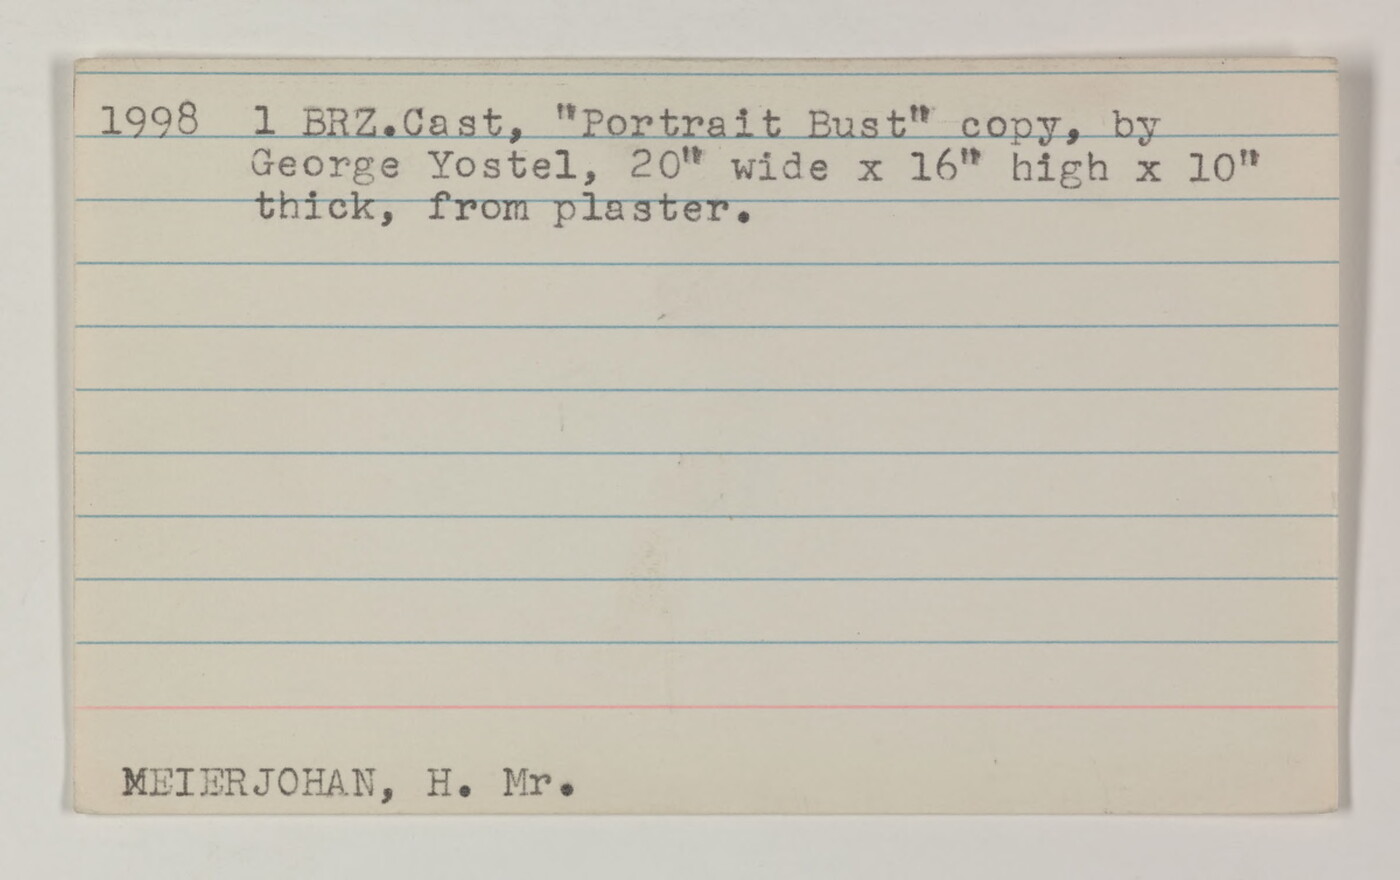 1998 1 BRZ.Cast, "Portrait Bust" copy, by
George Yostel, 20" wide x 16" high x 10"
thick, from plaster.
MEIERJOHAN, H. Mr.